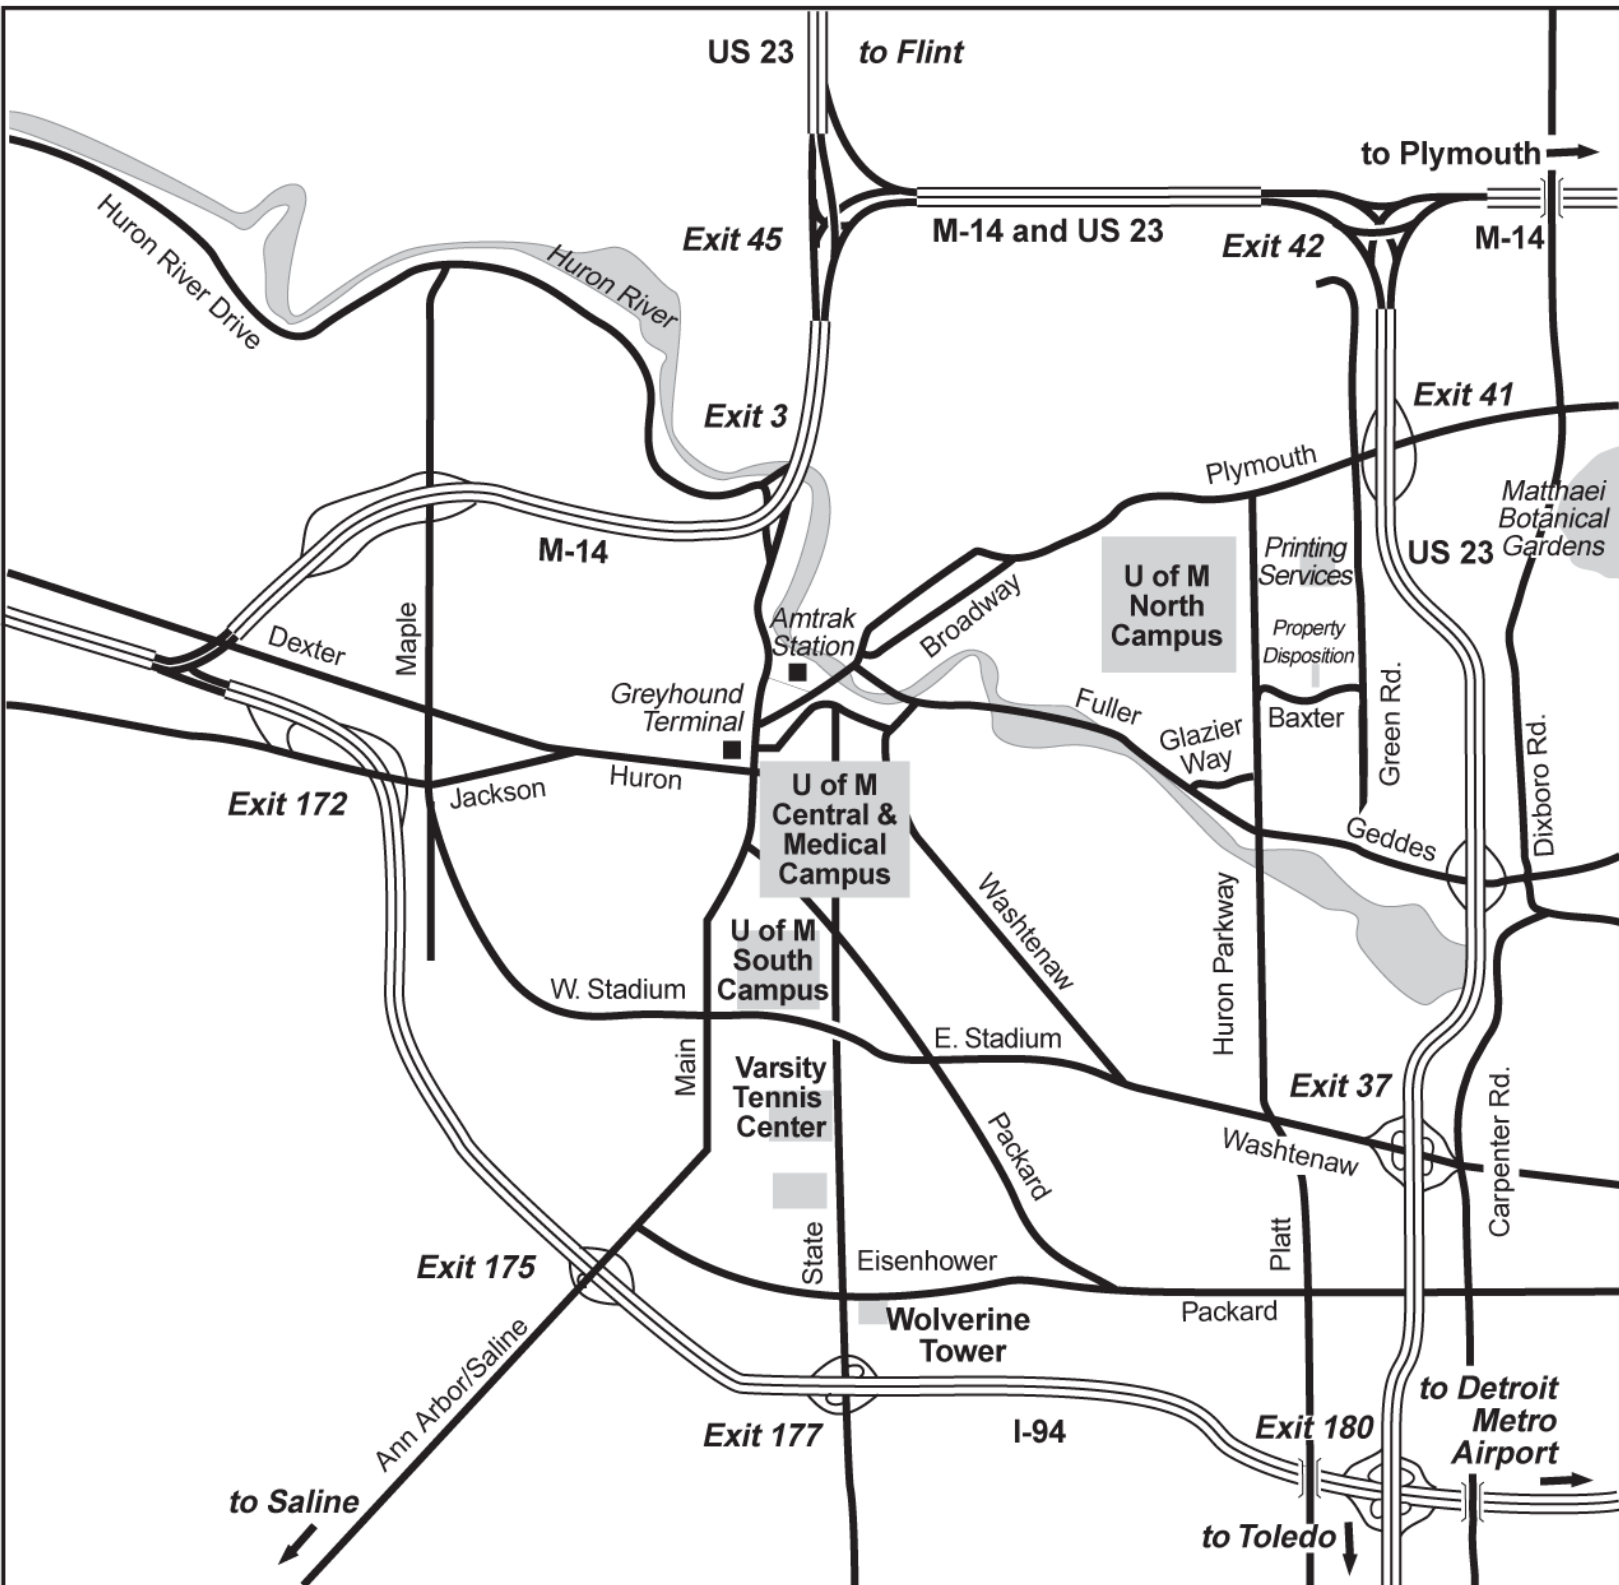 US 23
to Flint
to Plymouth
Huron River Drive
Exit 45
M-14 and US 23
Exit 42
M-14
Huron River
Exit 3
Exit 41
Plymouth
Matthaei
Botanical
Gardens
M-14
Printing
Services
US 23
U of M
North
Campus
Broadway
Amtrak
Station
Property
Disposition
Dexter
Maple
Greyhound
Terminal
Fuller
Glazier
Way
Baxter
Green Rd.
Dixboro Rd.
Huron
Jackson
Exit 172
U of M
Central &
Medical
Campus
Geddes
Washtenaw
Huron Parkway
U of M
South
Campus
W. Stadium
E. Stadium
Main
Varsity
Tennis
Center
Exit 37
Carpenter Rd.
Packard
Washtenaw
State
Platt
Exit 175
Eisenhower
Packard
Wolverine
Tower
Ann Arbor/Saline
Exit 177
I-94
Exit 180
to Detroit
Metro
Airport
to Saline
to Toledo